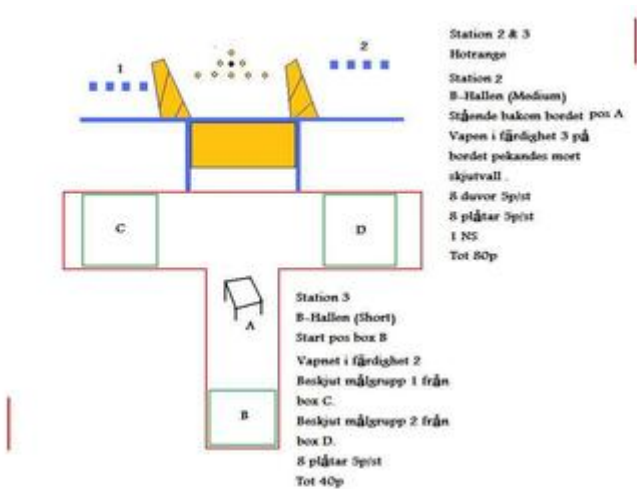 1
2
Station 2 & 3
Hotrange
Station 2
B-Hallen (Medium)
Stående bakom bordet pos A
Vapen i färdighet 3 på
bordet pekandes mort
skjutvall .
8 duvor 5p/st
8 plåtar 5p/st
1 NS
Tot 80p
C
D
A
B
Station 3
B-Hallen (Short)
Start pos box B
Vapnet i färdighet 2
Beskjut målgrupp 1 från
box C.
Beskjut målgrupp 2 från
box D.
8 plåtar 5p/st
Tot 40p